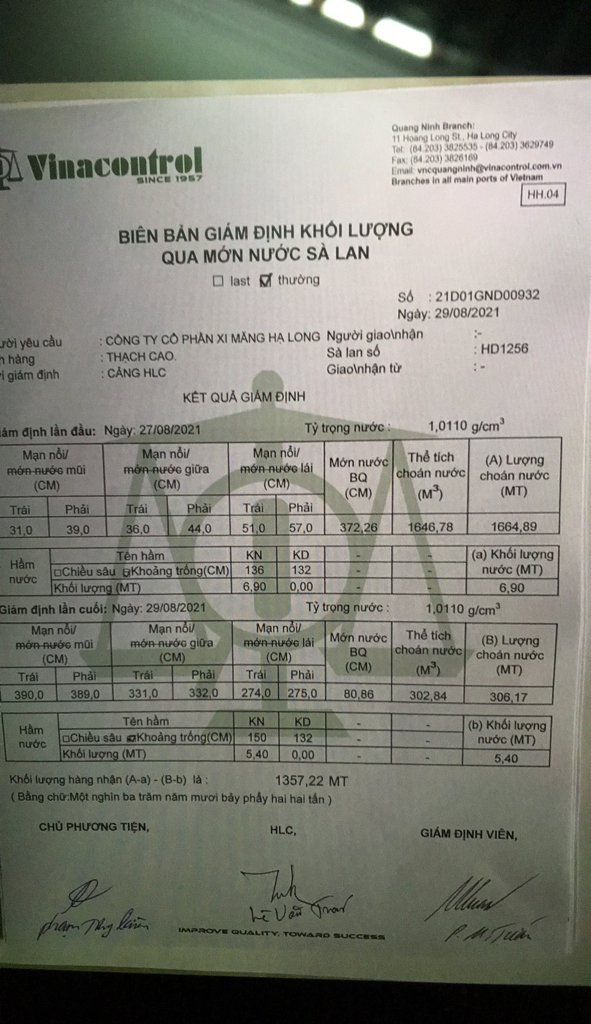 Vinacontrol
SINCE 1957
Quang Ninh Branch:
11 Hoang Long St., Ha Long City
Tel: (84.203) 3825535 - (84.203) 3629749
Fax: (84.203) 3826169
Email: vncquangninh@vinacontrol.com.vn
Branches in all main ports of Vietnam
HH.04
BIÊN BẢN GIÁM ĐỊNH KHỐI LƯỢNG
QUA MỚN NƯỚC SÀ LAN
☐ last ☑ thường
Số : 21D01GND00932
Ngày: 29/08/2021
ười yêu cầu : CÔNG TY CỔ PHẦN XI MĂNG HẠ LONG Người giao\nhận :-
n hàng : THẠCH CAO. Sà lan số : HD1256
i giám định : CẢNG HLC Giao\nhận từ : -
KẾT QUẢ GIÁM ĐỊNH
iám định lần đầu: Ngày: 27/08/2021 Tỷ trọng nước : 1,0110 g/cm³
Mạn nổi/ Mạn nổi/ Mạn nổi/ Mớn nước Thể tích (A) Lượng
mớn nước mũi mớn nước giữa mớn nước lái BQ choán nước choán nước
(CM) (CM) (CM) (CM) (M³) (MT)
Trái Phải Trái Phải Trái Phải
31,0 39,0 36,0 44,0 51,0 57,0 372,26 1646,78 1664,89
Hầm nước Tên hầm KN KD - - (a) Khối lượng
☐Chiều sâu ☑Khoảng trống(CM) 136 132 - - nước (MT)
Khối lượng (MT) 6,90 0,00 - - 6,90
Giám định lần cuối: Ngày: 29/08/2021 Tỷ trọng nước : 1,0110 g/cm³
Mạn nổi/ Mạn nổi/ Mạn nổi/ Mớn nước Thể tích (B) Lượng
mớn nước mũi mớn nước giữa mớn nước lái BQ choán nước choán nước
(CM) (CM) (CM) (CM) (M³) (MT)
Trái Phải Trái Phải Trái Phải
390,0 389,0 331,0 332,0 274,0 275,0 80,86 302,84 306,17
Hầm nước Tên hầm KN KD - - (b) Khối lượng
☐Chiều sâu ☑Khoảng trống(CM) 150 132 - - nước (MT)
Khối lượng (MT) 5,40 0,00 - - 5,40
Khối lượng hàng nhận (A-a) - (B-b) là : 1357,22 MT
( Bằng chữ:Một nghìn ba trăm năm mươi bảy phẩy hai hai tấn )
CHỦ PHƯƠNG TIỆN, HLC, GIÁM ĐỊNH VIÊN,
Lê Văn
IMPROVE QUALITY, TOWARD SUCCESS